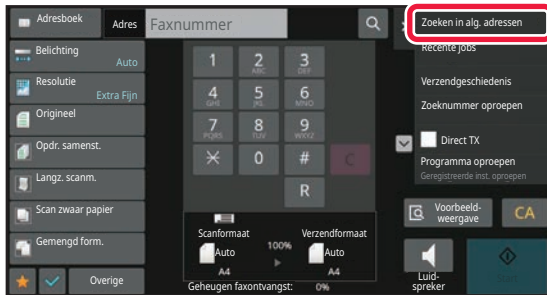 Adresboek
Adres
Faxnummer
Zoeken in alg. adressen
Recente jobs
Belichting
Auto
Resolutie
Extra Fijn
Origineel
Opdr. samenst.
Langz. scanm.
Scan zwaar papier
Gemengd form.
Overige
1
2
ABC
3
DEF
4
GHI
5
JKL
6
MNO
7
PQRS
8
TUV
9
WXYZ
0
#
C
R
Scanformaat
Auto
A4
100%
Verzendformaat
Auto
A4
Geheugen faxontvangst: 0%
Verzendgeschiedenis
Zoeknummer oproepen
Direct TX
Programma oproepen
Geregistreerde inst. oproepen
Voorbeeld-
weergave
CA
Luid-
spreker
Start